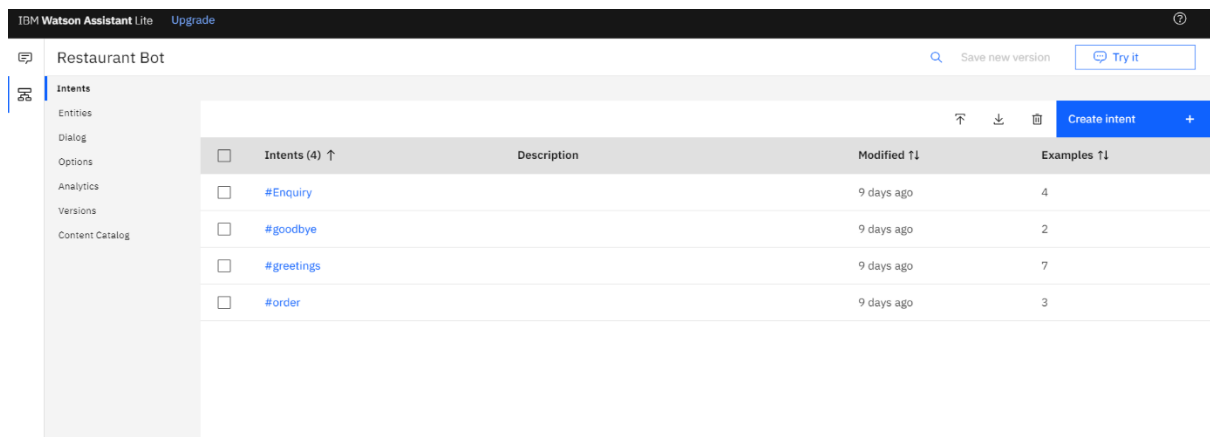 IBM Watson Assistant Lite Upgrade
Restaurant Bot Save new version Try it
Intents
Entities
Dialog
Options
Analytics
Versions
Content Catalog
Create intent +
Intents (4) ↑ Description Modified ↑↓ Examples ↑↓
#Enquiry 9 days ago 4
#goodbye 9 days ago 2
#greetings 9 days ago 7
#order 9 days ago 3